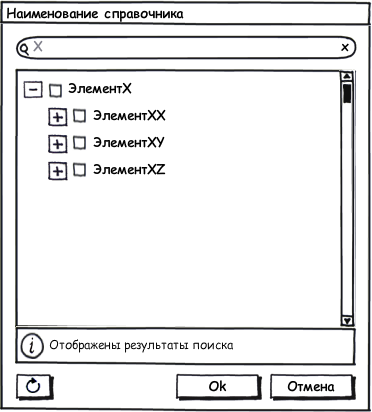 Наименование справочника
X
x
ЭлементX
ЭлементXX
ЭлементXY
ЭлементXZ
i Отображены результаты поиска
Ok Отмена